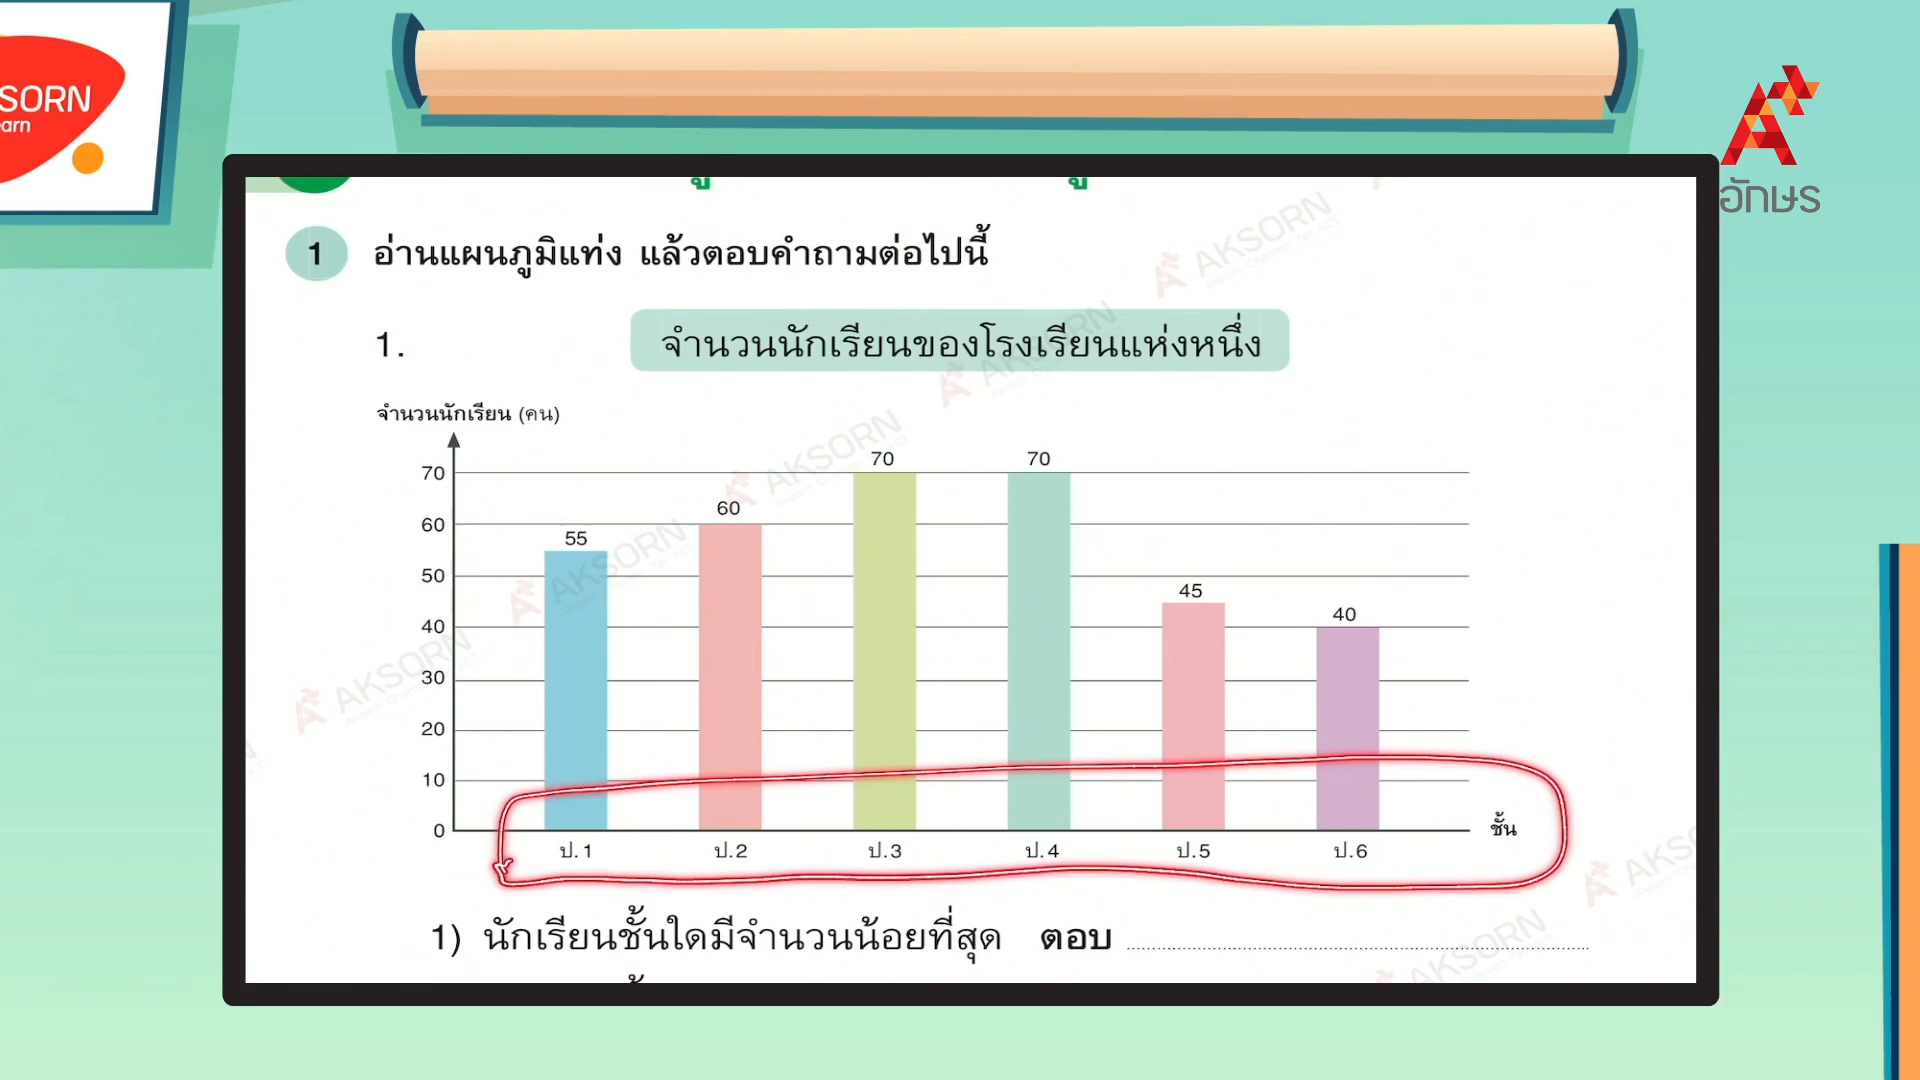 SORN
arn
อักษร
1 อ่านแผนภูมิแท่ง แล้วตอบคำถามต่อไปนี้
1. จำนวนนักเรียนของโรงเรียนแห่งหนึ่ง
จำนวนนักเรียน (คน)
70
60
50
40
30
20
10
0
55
60
70
70
45
40
ป.1 ป.2 ป.3 ป.4 ป.5 ป.6
ชั้น
1) นักเรียนชั้นใดมีจำนวนน้อยที่สุด ตอบ
AKSORN
AKSORN
AKSORN
AKSORN
AKSORN